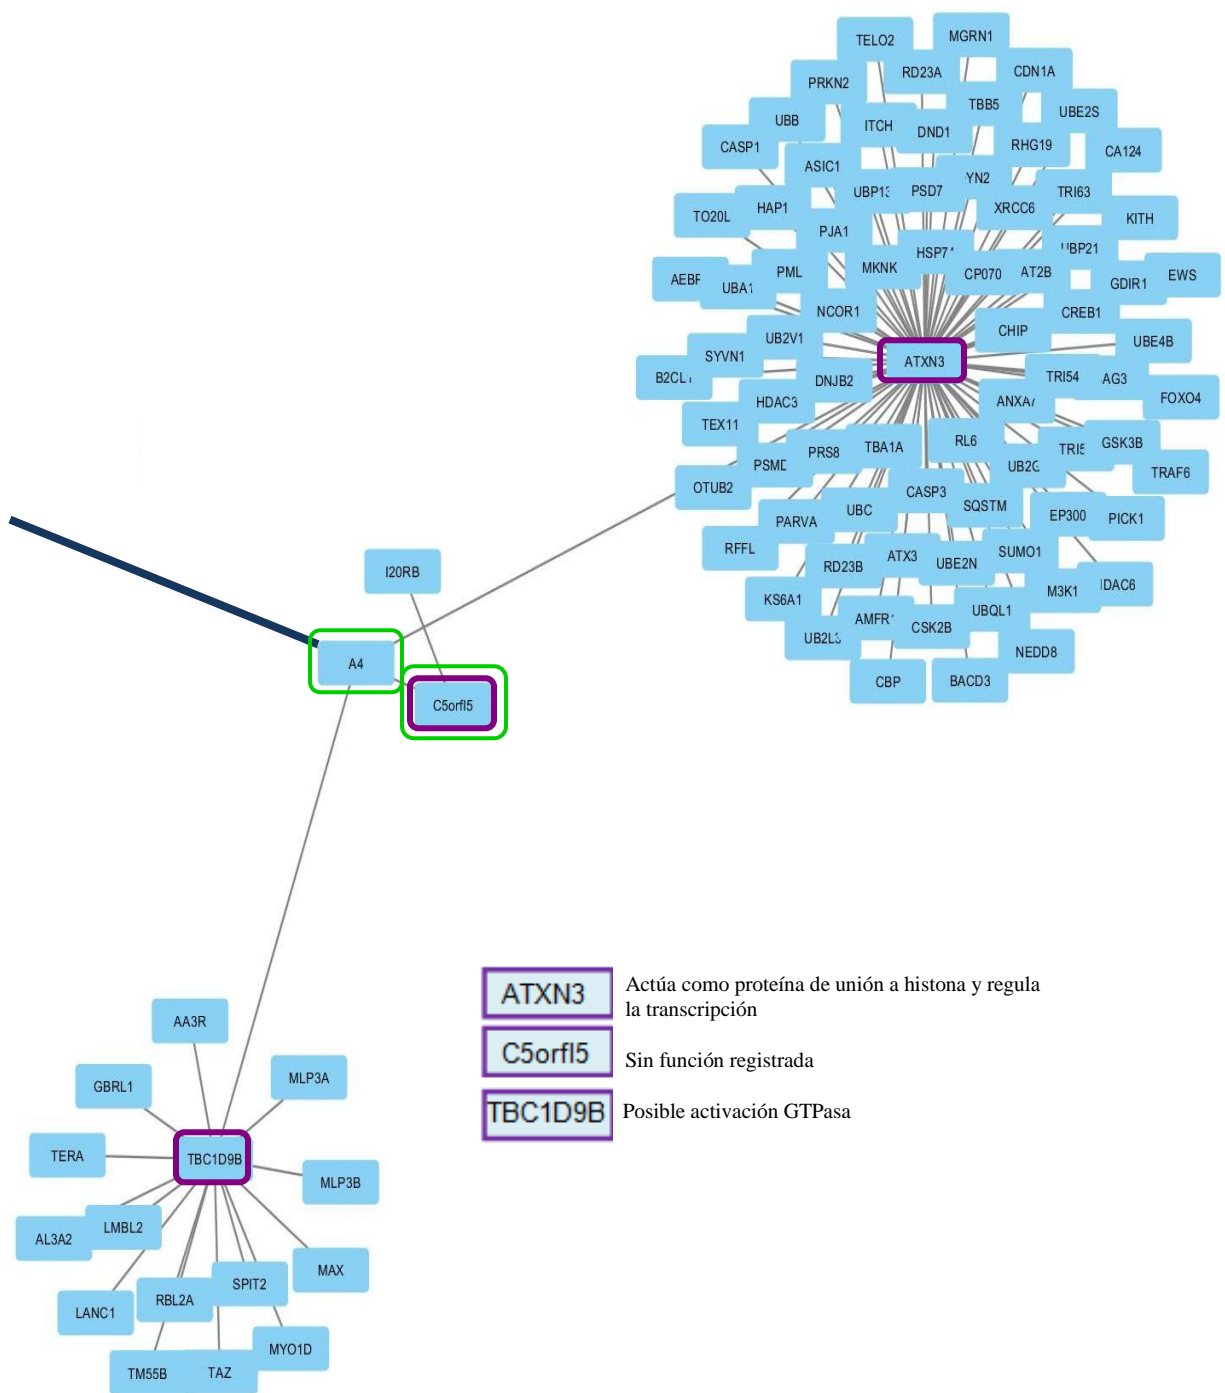 TELO2
MGRN1
PRKN2
RD23A
CDN1A
UBB
ITCH
DND1
TBB5
UBE2S
CASP1
ASIC1
RHG19
CA124
TO20L
HAP1
UBP13
PSD7
YN2
XRCC6
TRI63
KITH
PJA1
UBP21
AEBP
UBA1
PML
MKNK
HSP7
CP070
AT2B
GDIR1
EWS
NCOR1
CREB1
SYVN1
UB2V1
ATXN3
CHIP
UBE4B
B2CL1
HDAC3
DNJB2
TRI54
AG3
FOXO4
TEX11
ANXA7
PSMD
PRS8
TBA1A
RL6
TRI5
GSK3B
OTUB2
UB2G
TRAF6
CASP3
PARVA
UBC
SQSTM
EP300
PICK1
RFFL
RD23B
ATX3
UBE2N
SUMO1
I20RB
KS6A1
M3K1
IDAC6
UB2L3
AMFR
CSK2B
UBQL1
NEDD8
A4
CBP
BACD3
C5orfI5
ATXN3 Actúa como proteína de unión a histona y regula
la transcripción
C5orfI5 Sin función registrada
TBC1D9B Posible activación GTPasa
AA3R
GBRL1
MLP3A
TERA
TBC1D9B
MLP3B
AL3A2
LMBL2
MAX
SPIT2
LANC1
RBL2A
MYO1D
TM55B
TAZ